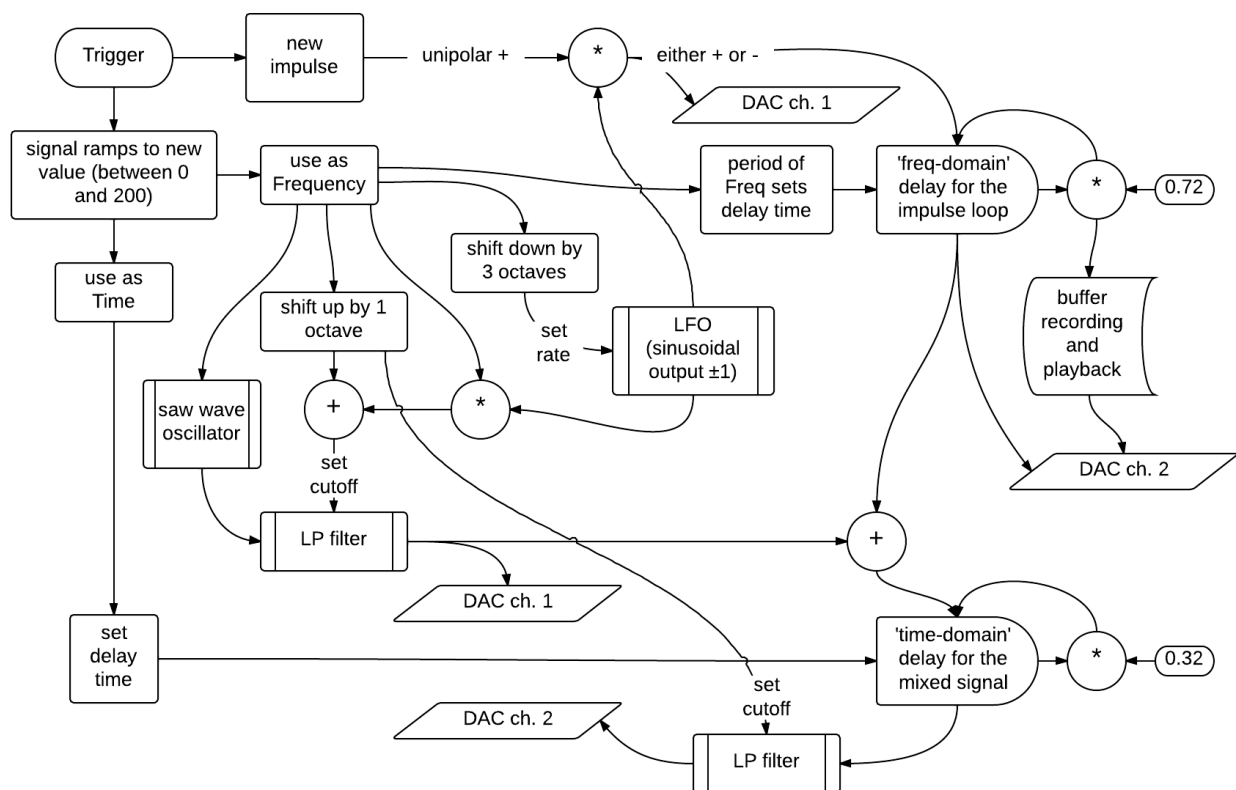 Trigger
new
impulse
unipolar +
*
either + or -
DAC ch. 1
signal ramps to new
value (between 0
and 200)
use as
Frequency
period of
Freq sets
delay time
'freq-domain'
delay for the
impulse loop
*
0.72
use as
Time
shift down by
3 octaves
shift up by 1
octave
set
rate
LFO
(sinusoidal
output ±1)
buffer
recording
and
playback
saw wave
oscillator
+
*
set
cutoff
DAC ch. 2
LP filter
+
DAC ch. 1
set
delay
time
'time-domain'
delay for the
mixed signal
*
0.32
set
cutoff
DAC ch. 2
LP filter